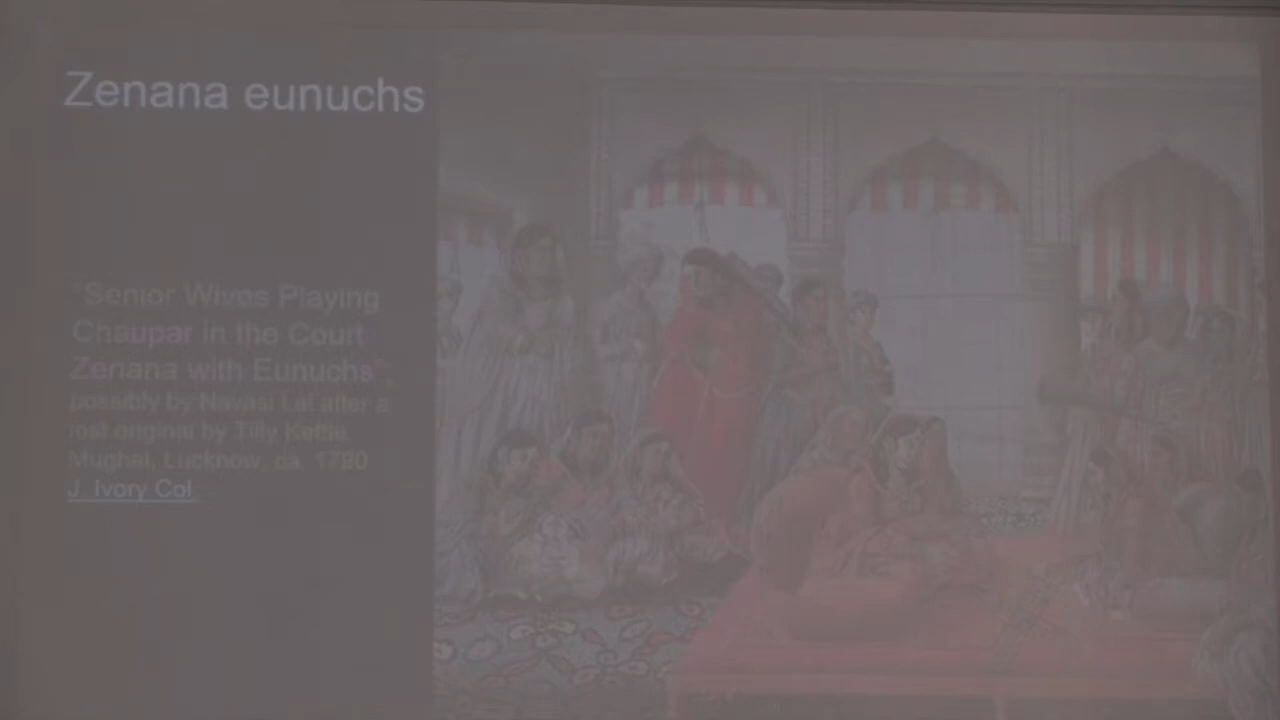 Zenana eunuchs
"Senior Wives Playing
Chaupar in the Court
Zenana with Eunuchs",
possibly by Navasi Lal after a
lost original by Tilly Kettle,
Mughal, Lucknow, ca. 1780
J. Ivory Col